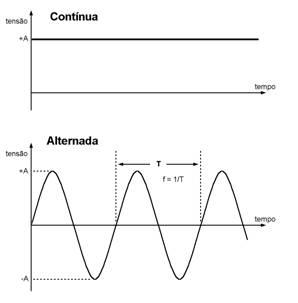 Contínua
tensão
+A
tempo
Alternada
tensão
+A
T
f = 1/T
tempo
-A